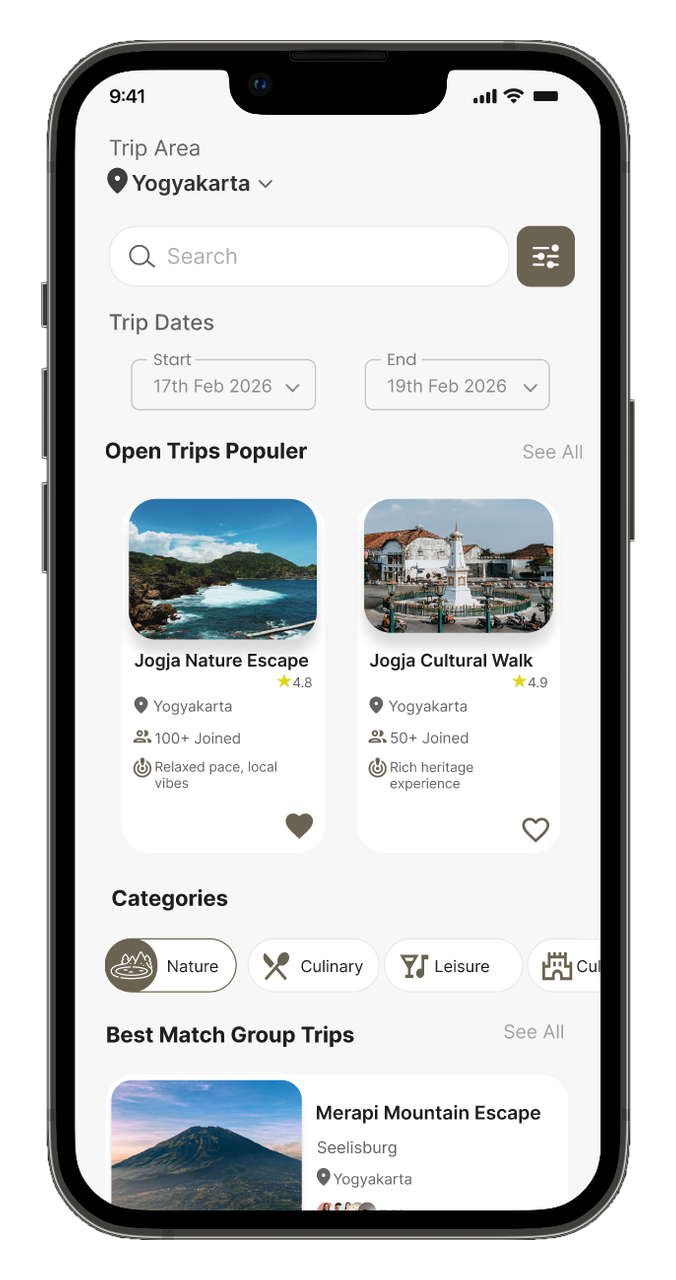 9:41
Trip Area
Yogyakarta
Search
Trip Dates
Start
17th Feb 2026
End
19th Feb 2026
Open Trips Populer
See All
Jogja Nature Escape
4.8
Yogyakarta
100+ Joined
Relaxed pace, local
vibes
Jogja Cultural Walk
4.9
Yogyakarta
50+ Joined
Rich heritage
experience
Categories
Nature
Culinary
Leisure
Cul
Best Match Group Trips
See All
Merapi Mountain Escape
Seelisburg
Yogyakarta